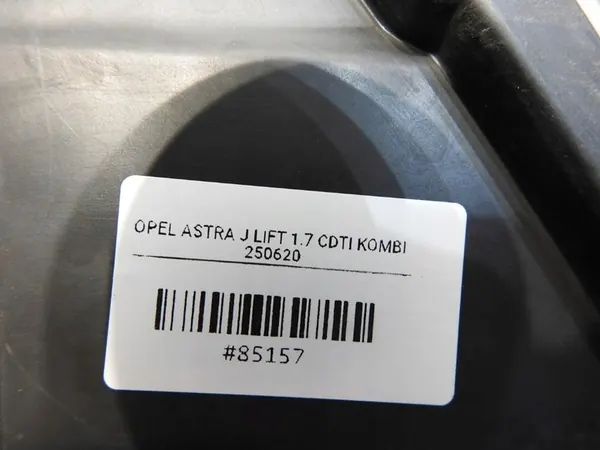 OPEL ASTRA J LIFT 1.7 CDTI KOMBI
250620
#85157